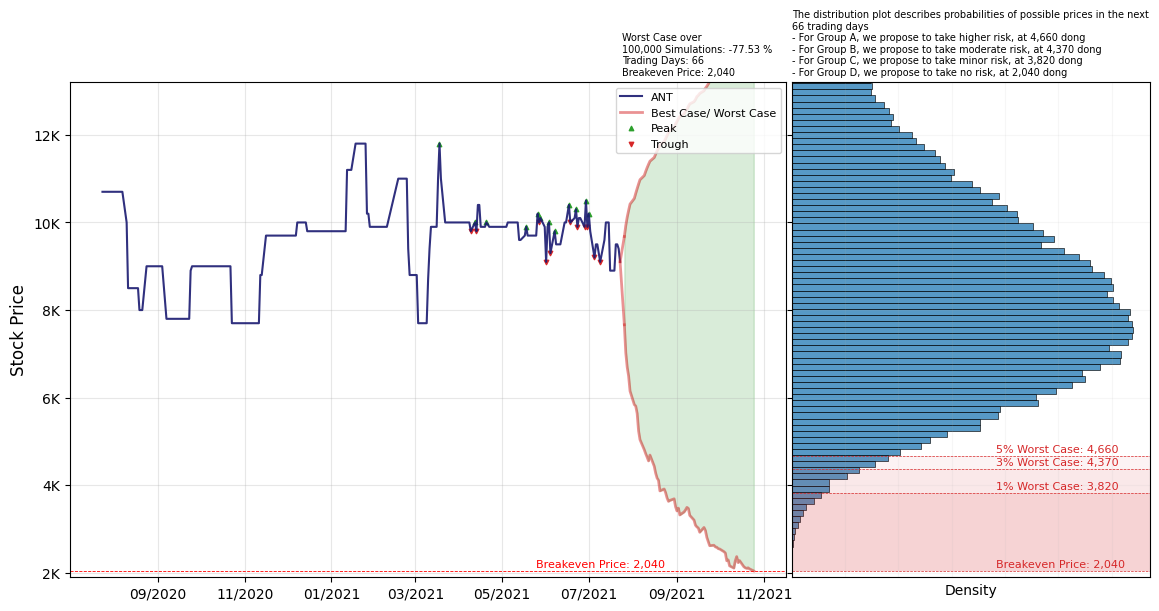 The distribution plot describes probabilities of possible prices in the next
66 trading days
- For Group A, we propose to take higher risk, at 4,660 dong
- For Group B, we propose to take moderate risk, at 4,370 dong
- For Group C, we propose to take minor risk, at 3,820 dong
- For Group D, we propose to take no risk, at 2,040 dong
Worst Case over
100,000 Simulations: -77.53 %
Trading Days: 66
Breakeven Price: 2,040
ANT
Best Case/ Worst Case
Peak
Trough
Stock Price
12K
10K
8K
6K
4K
2K
Breakeven Price: 2,040
09/2020
11/2020
01/2021
03/2021
05/2021
07/2021
09/2021
11/2021
5% Worst Case: 4,660
3% Worst Case: 4,370
1% Worst Case: 3,820
Breakeven Price: 2,040
Density